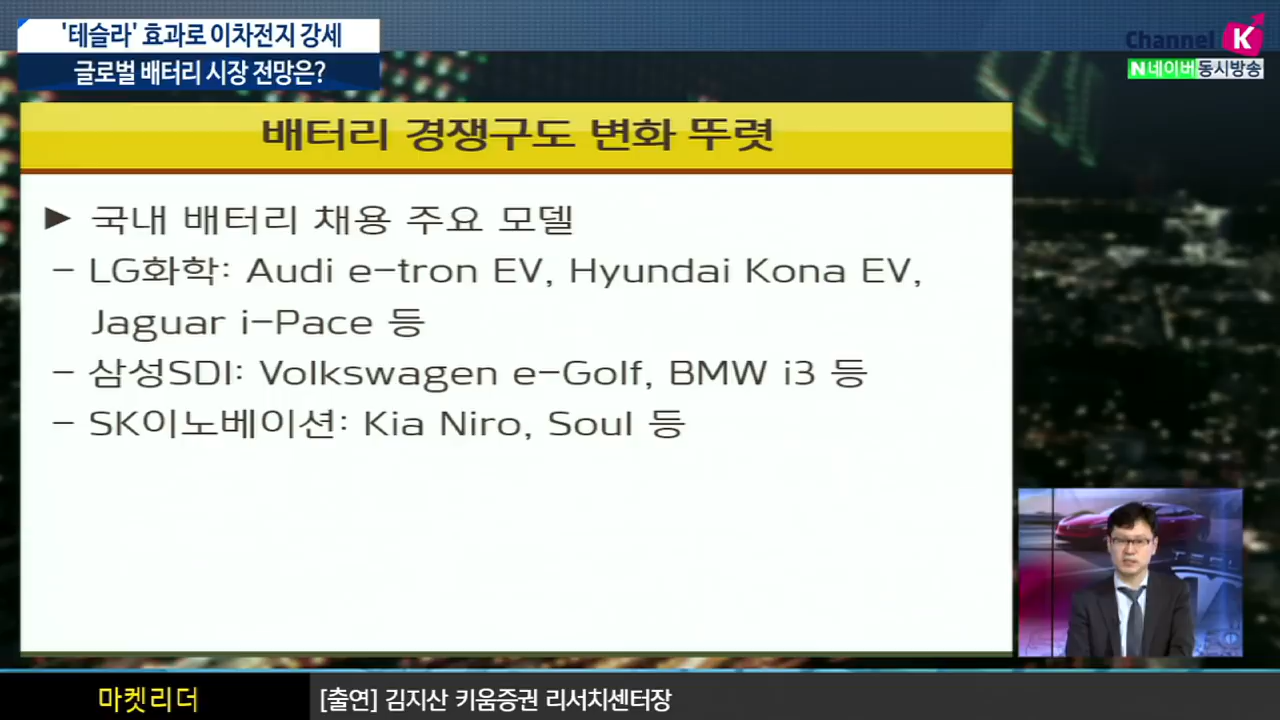 '테슬라' 효과로 이차전지 강세
글로벌 배터리 시장 전망은?
Channel K
N 네이버 동시방송
배터리 경쟁구도 변화 뚜렷
▶ 국내 배터리 채용 주요 모델
- LG화학: Audi e-tron EV, Hyundai Kona EV,
Jaguar i-Pace 등
- 삼성SDI: Volkswagen e-Golf, BMW i3 등
- SK이노베이션: Kia Niro, Soul 등
마켓리더
[출연] 김지산 키움증권 리서치센터장